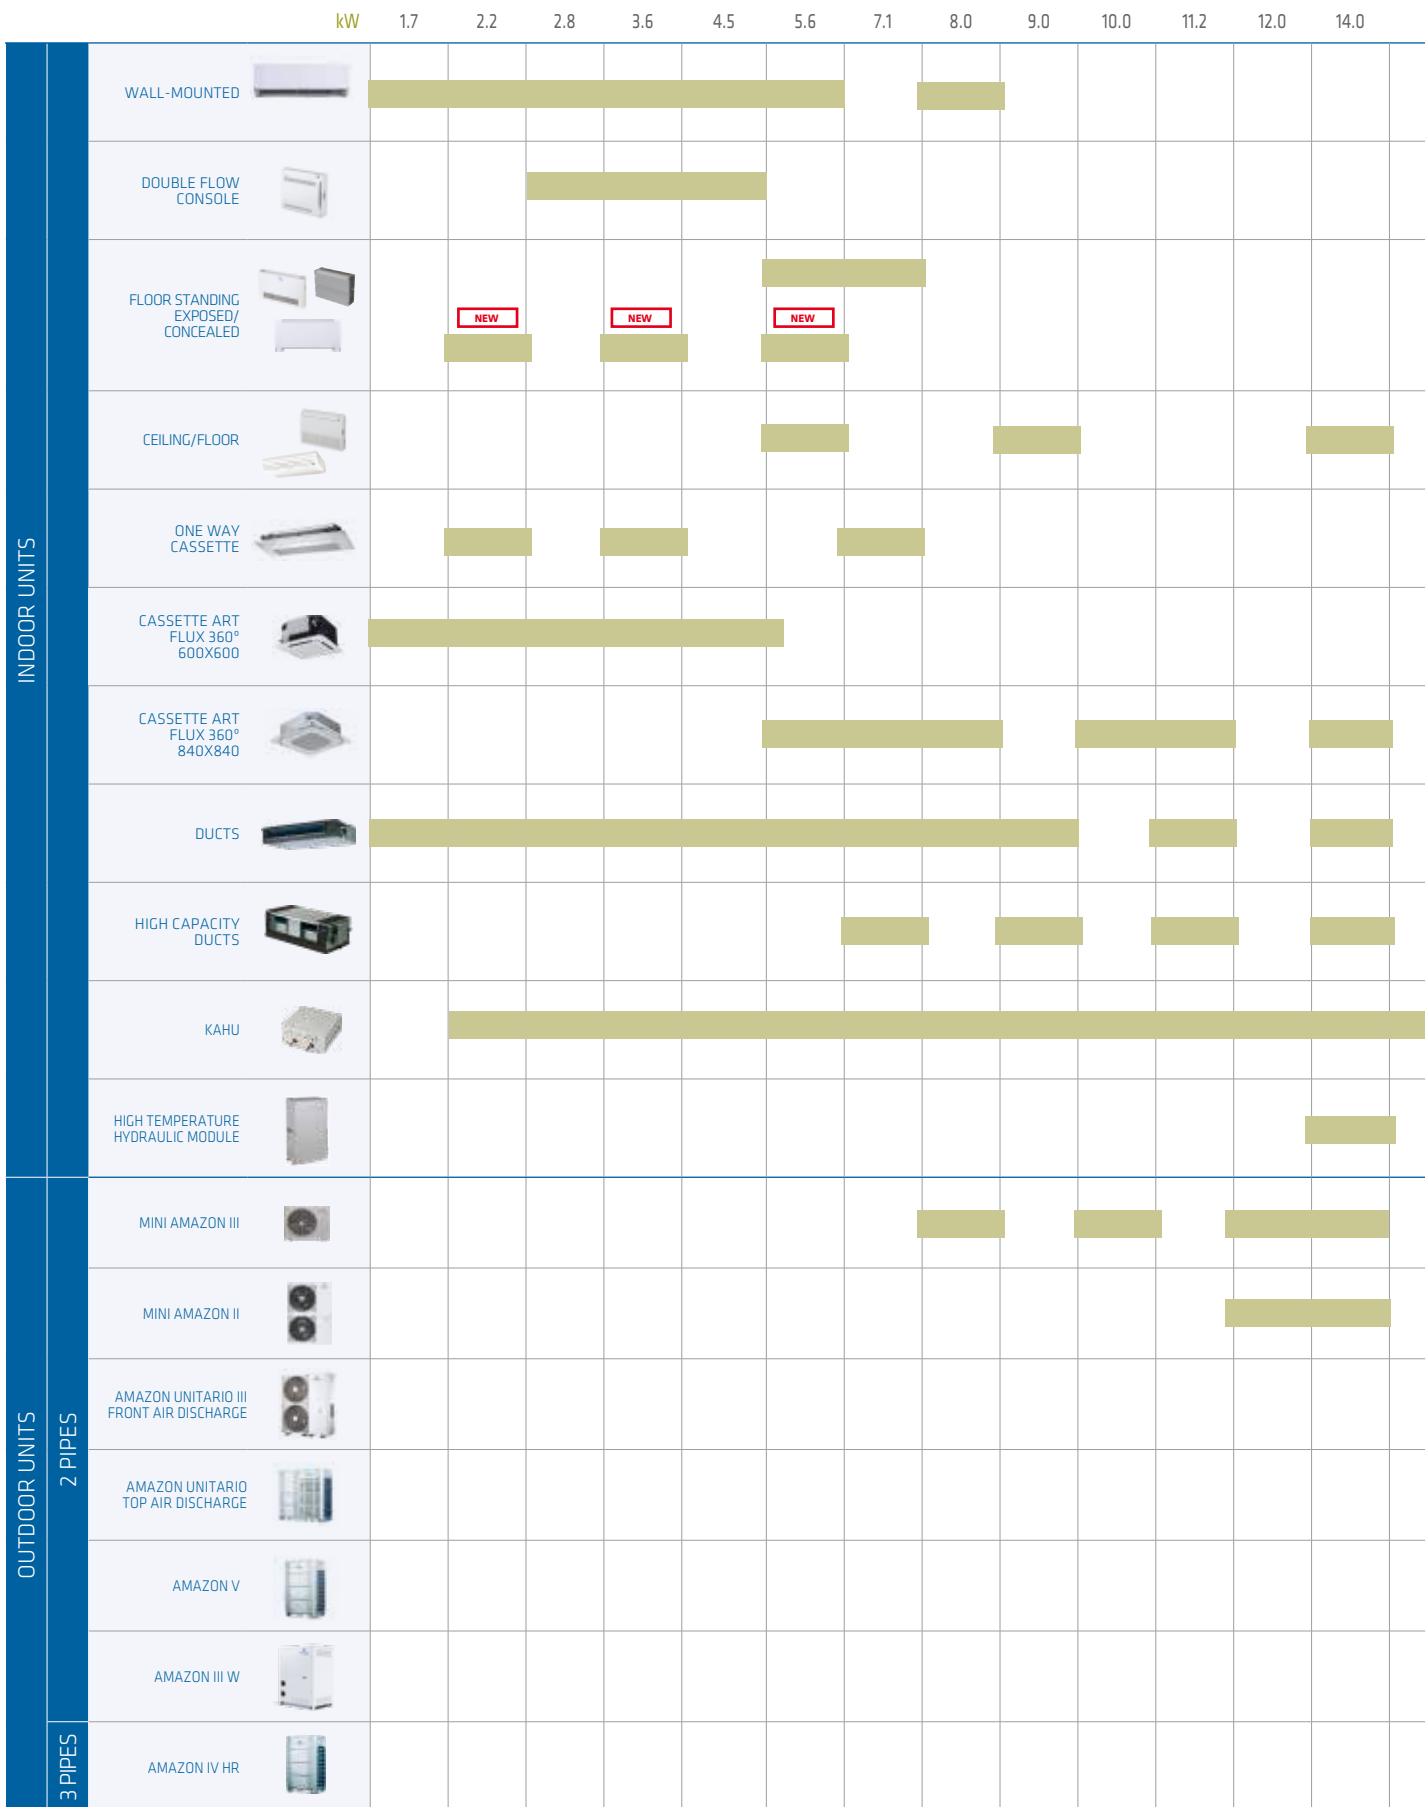 kW 1.7 2.2 2.8 3.6 4.5 5.6 7.1 8.0 9.0 10.0 11.2 12.0 14.0
INDOOR UNITS
WALL-MOUNTED
DOUBLE FLOW
CONSOLE
FLOOR STANDING
EXPOSED/
CONCEALED
NEW NEW NEW
CEILING/FLOOR
ONE WAY
CASSETTE
CASSETTE ART
FLUX 360°
600X600
CASSETTE ART
FLUX 360°
840X840
DUCTS
HIGH CAPACITY
DUCTS
KAHU
HIGH TEMPERATURE
HYDRAULIC MODULE
OUTDOOR UNITS
2 PIPES
MINI AMAZON III
MINI AMAZON II
AMAZON UNITARIO III
FRONT AIR DISCHARGE
AMAZON UNITARIO
TOP AIR DISCHARGE
AMAZON V
AMAZON III W
3 PIPES
AMAZON IV HR